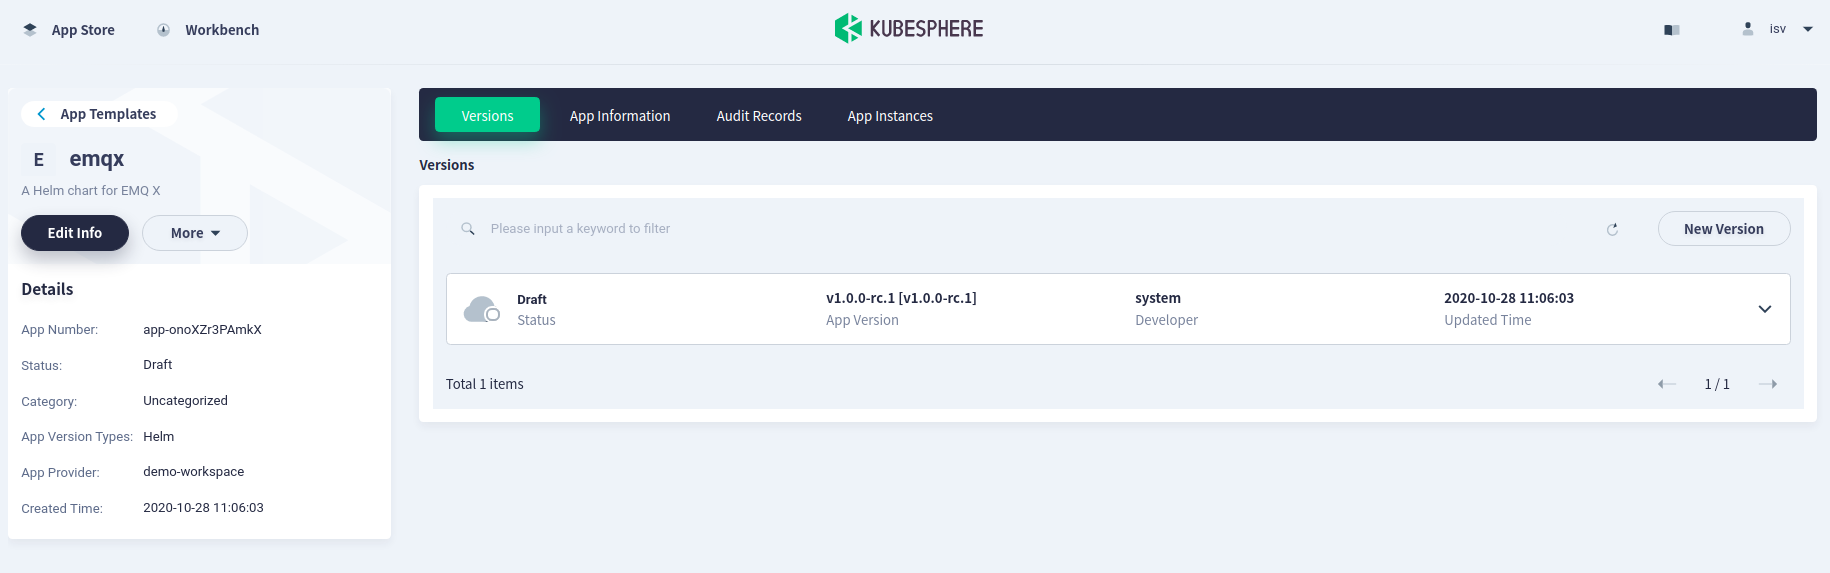 App Store
Workbench
KUBESPHERE
isv
App Templates
E
emqx
A Helm chart for EMQ X
Edit Info
More
Details
App Number: app-onoXZr3PAmkX
Status: Draft
Category: Uncategorized
App Version Types: Helm
App Provider: demo-workspace
Created Time: 2020-10-28 11:06:03
Versions
App Information
Audit Records
App Instances
Versions
Please input a keyword to filter
New Version
Draft
Status
v1.0.0-rc.1 [v1.0.0-rc.1]
App Version
system
Developer
2020-10-28 11:06:03
Updated Time
Total 1 items
1 / 1